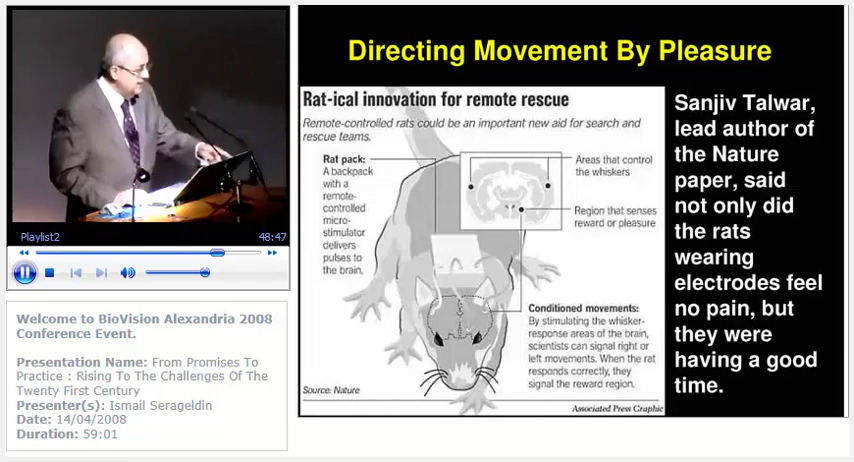 Directing Movement By Pleasure
Rat-ical innovation for remote rescue
Remote-controlled rats could be an important new aid for search and
rescue teams.
Rat pack:
A backpack
with a
remote-
controlled
micro-
stimulator
delivers
pulses to
the brain.
Areas that control
the whiskers
Region that senses
reward or pleasure
Conditioned movements:
By stimulating the whisker-
response areas of the brain,
scientists can signal right or
left movements. When the rat
responds correctly, they
signal the reward region.
Source: Nature
Associated Press Graphic
Sanjiv Talwar,
lead author of
the Nature
paper, said
not only did
the rats
wearing
electrodes feel
no pain, but
they were
having a good
time.
Playlist2
48:47
Welcome to BioVision Alexandria 2008
Conference Event.
Presentation Name: From Promises To
Practice : Rising To The Challenges Of The
Twenty First Century
Presenter(s): Ismail Serageldin
Date: 14/04/2008
Duration: 59:01